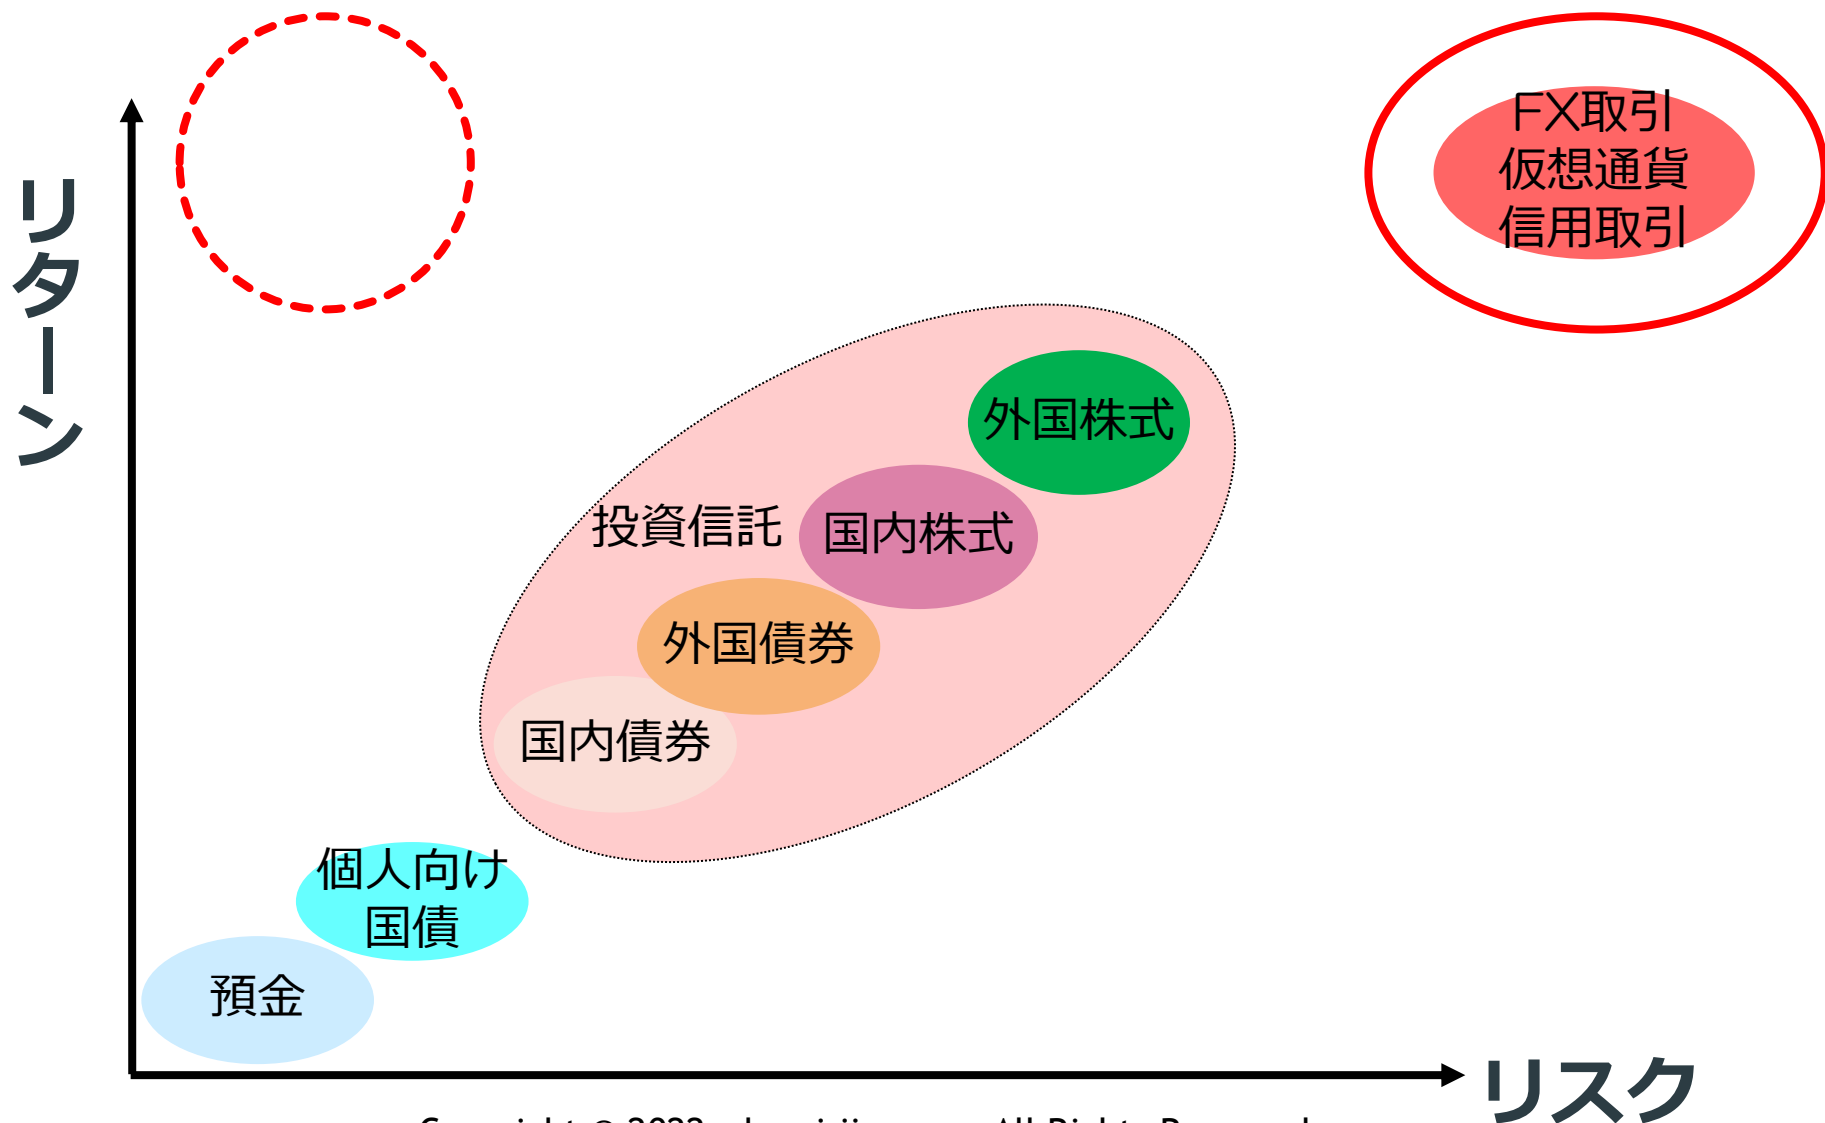 リターン
FX取引
仮想通貨
信用取引
外国株式
投資信託
国内株式
外国債券
国内債券
個人向け
国債
預金
リスク